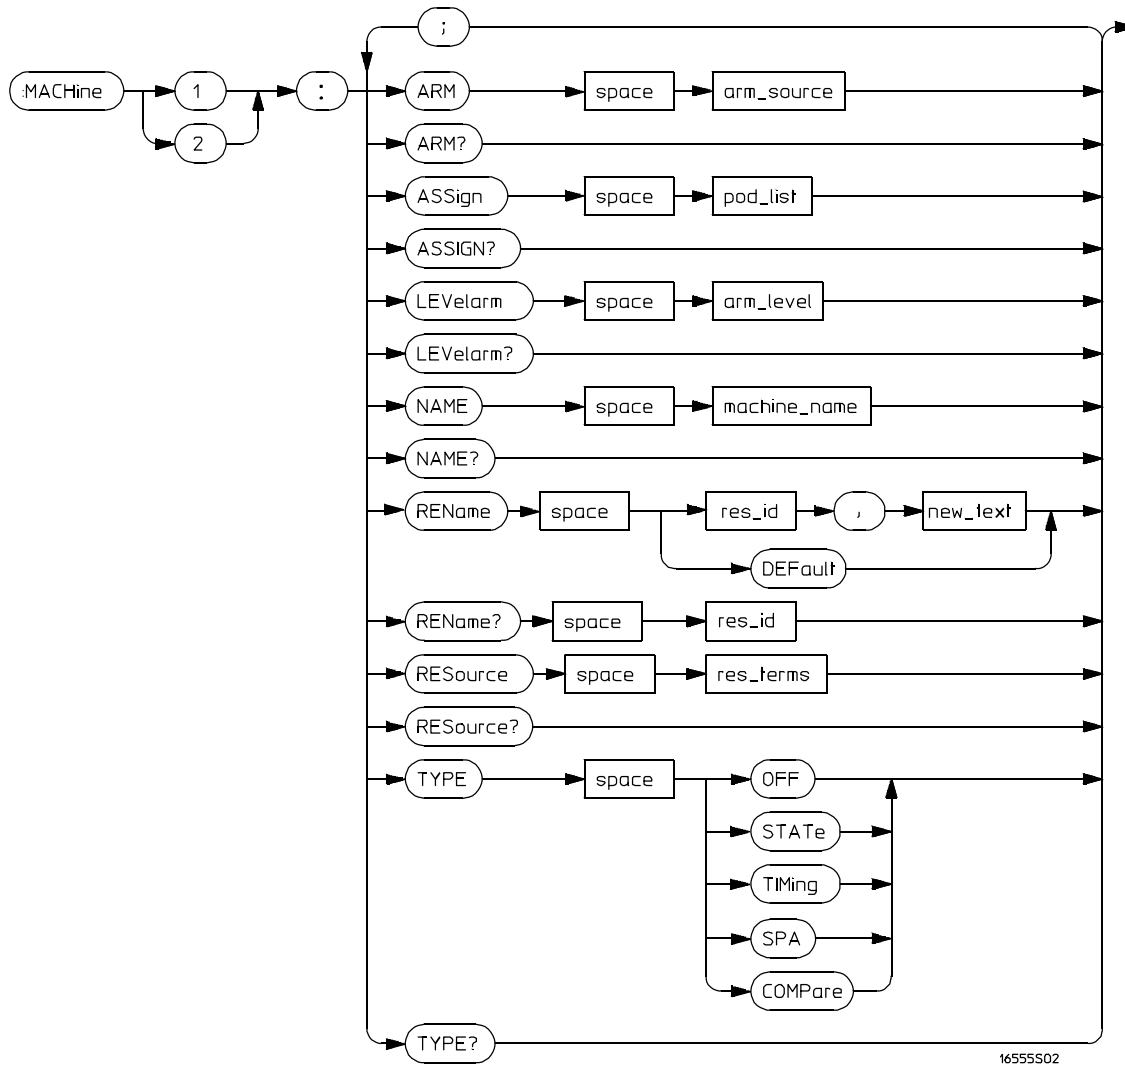 ;
:MACHine 1 : ARM space arm_source
2 ARM?
ASSign space pod_list
ASSIGN?
LEVelarm space arm_level
LEVelarm?
NAME space machine_name
NAME?
REName space res_id , new_text
DEFault
REName? space res_id
RESource space res_terms
RESource?
TYPE space OFF
STATe
TIMing
SPA
COMPare
TYPE?
16555S02